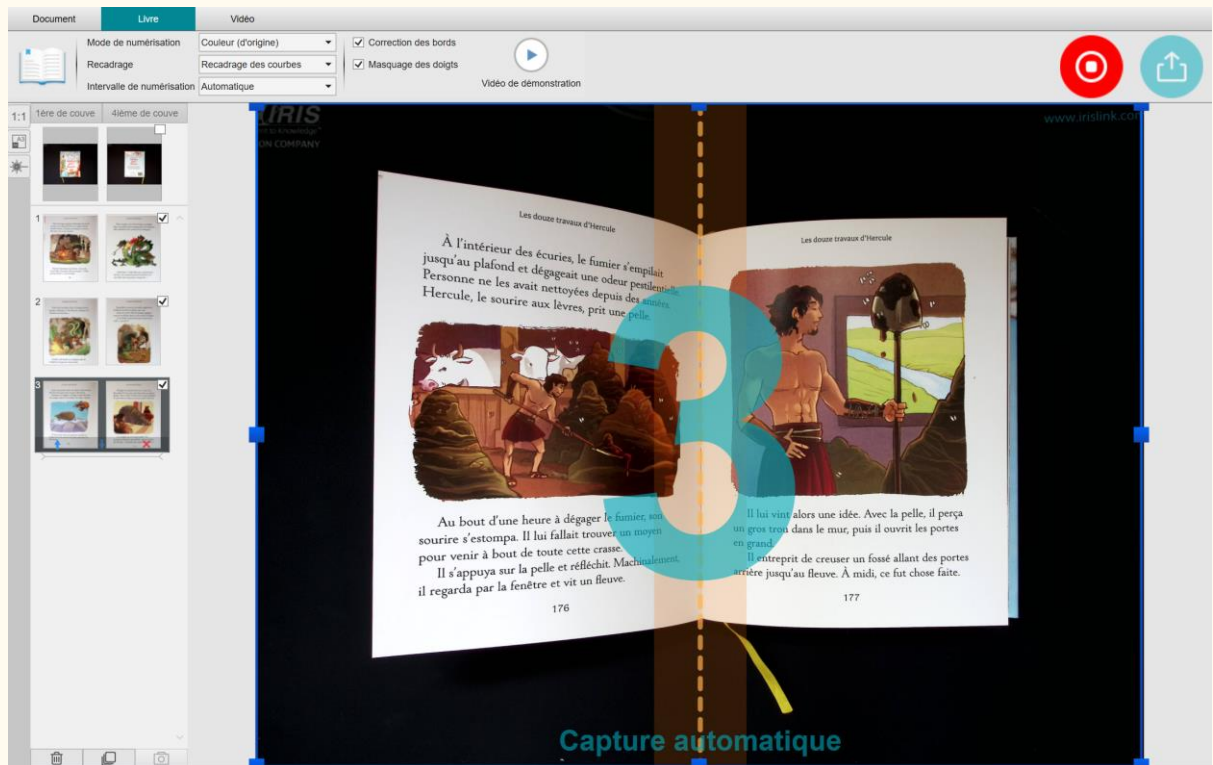 Document
Livre
Vidéo
Mode de numérisation
Couleur (d'origine)
Recadrage
Recadrage des courbes
Intervalle de numérisation
Automatique
Correction des bords
Masquage des doigts
Vidéo de démonstration
1:1
1ère de couve
4ième de couve
1
2
3
IRIS
to Knowledge
ON COMPANY
www.irislink.com
Les douze travaux d'Hercule
À l'intérieur des écuries, le fumier s'empilait
jusqu'au plafond et dégageait une odeur pestilentielle.
Personne ne les avait nettoyées depuis des années.
Hercule, le sourire aux lèvres, prit une pelle.
Au bout d'une heure à dégager le fumier, son
sourire s'estompa. Il lui fallait trouver un moyen
pour venir à bout de toute cette crasse.
Il s'appuya sur la pelle et réfléchit. Machinalement,
il regarda par la fenêtre et vit un fleuve.
176
Les douze travaux d'Hercule
Il lui vint alors une idée. Avec la pelle, il perça
un gros trou dans le mur, puis il ouvrit les portes
en grand.
Il entreprit de creuser un fossé allant des portes
arrière jusqu'au fleuve. À midi, ce fut chose faite.
177
3
Capture automatique